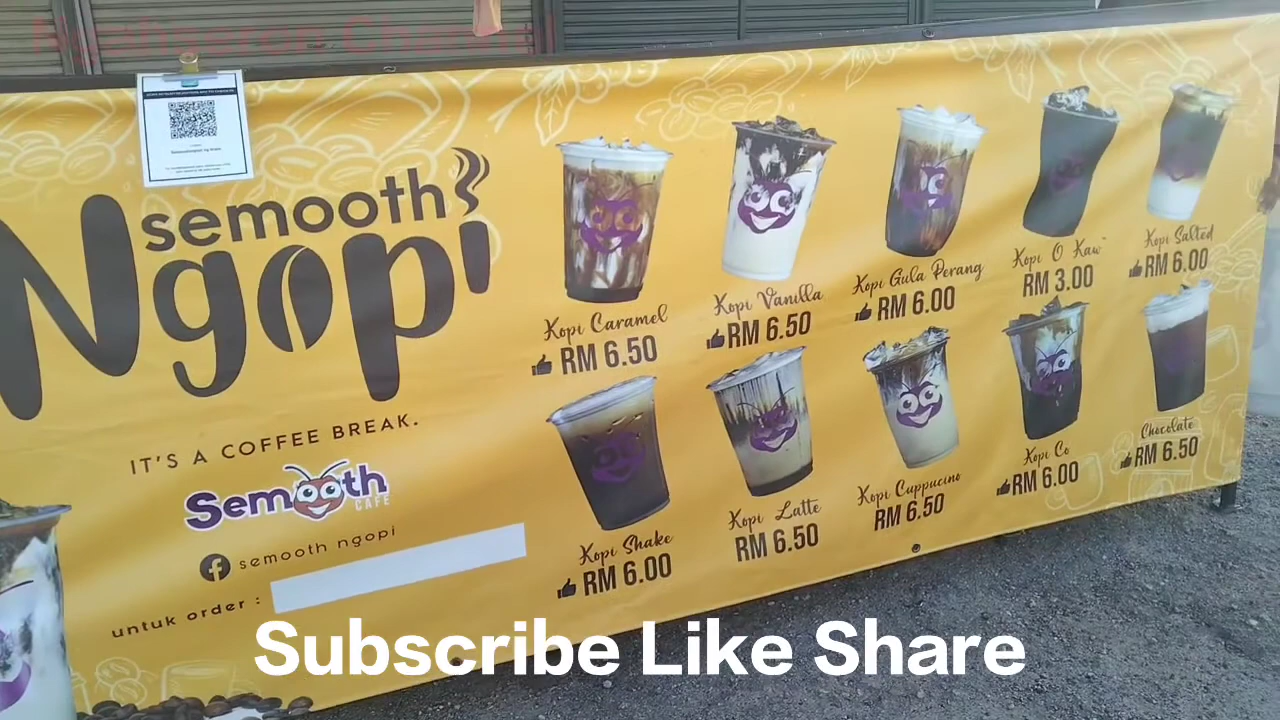 semooth
Ngopi
IT'S A COFFEE BREAK.
Semooth
CAFE
semooth ngopi
untuk order :
Kopi Caramel
RM 6.50
Kopi Vanilla
RM 6.50
Kopi Gula Perang
RM 6.00
Kopi O Kaw
RM 3.00
Kopi Salted
RM 6.00
Kopi Shake
RM 6.00
Kopi Latte
RM 6.50
Kopi Cuppucino
RM 6.50
Kopi Co
RM 6.00
Chocolate
RM 6.50
Subscribe Like Share